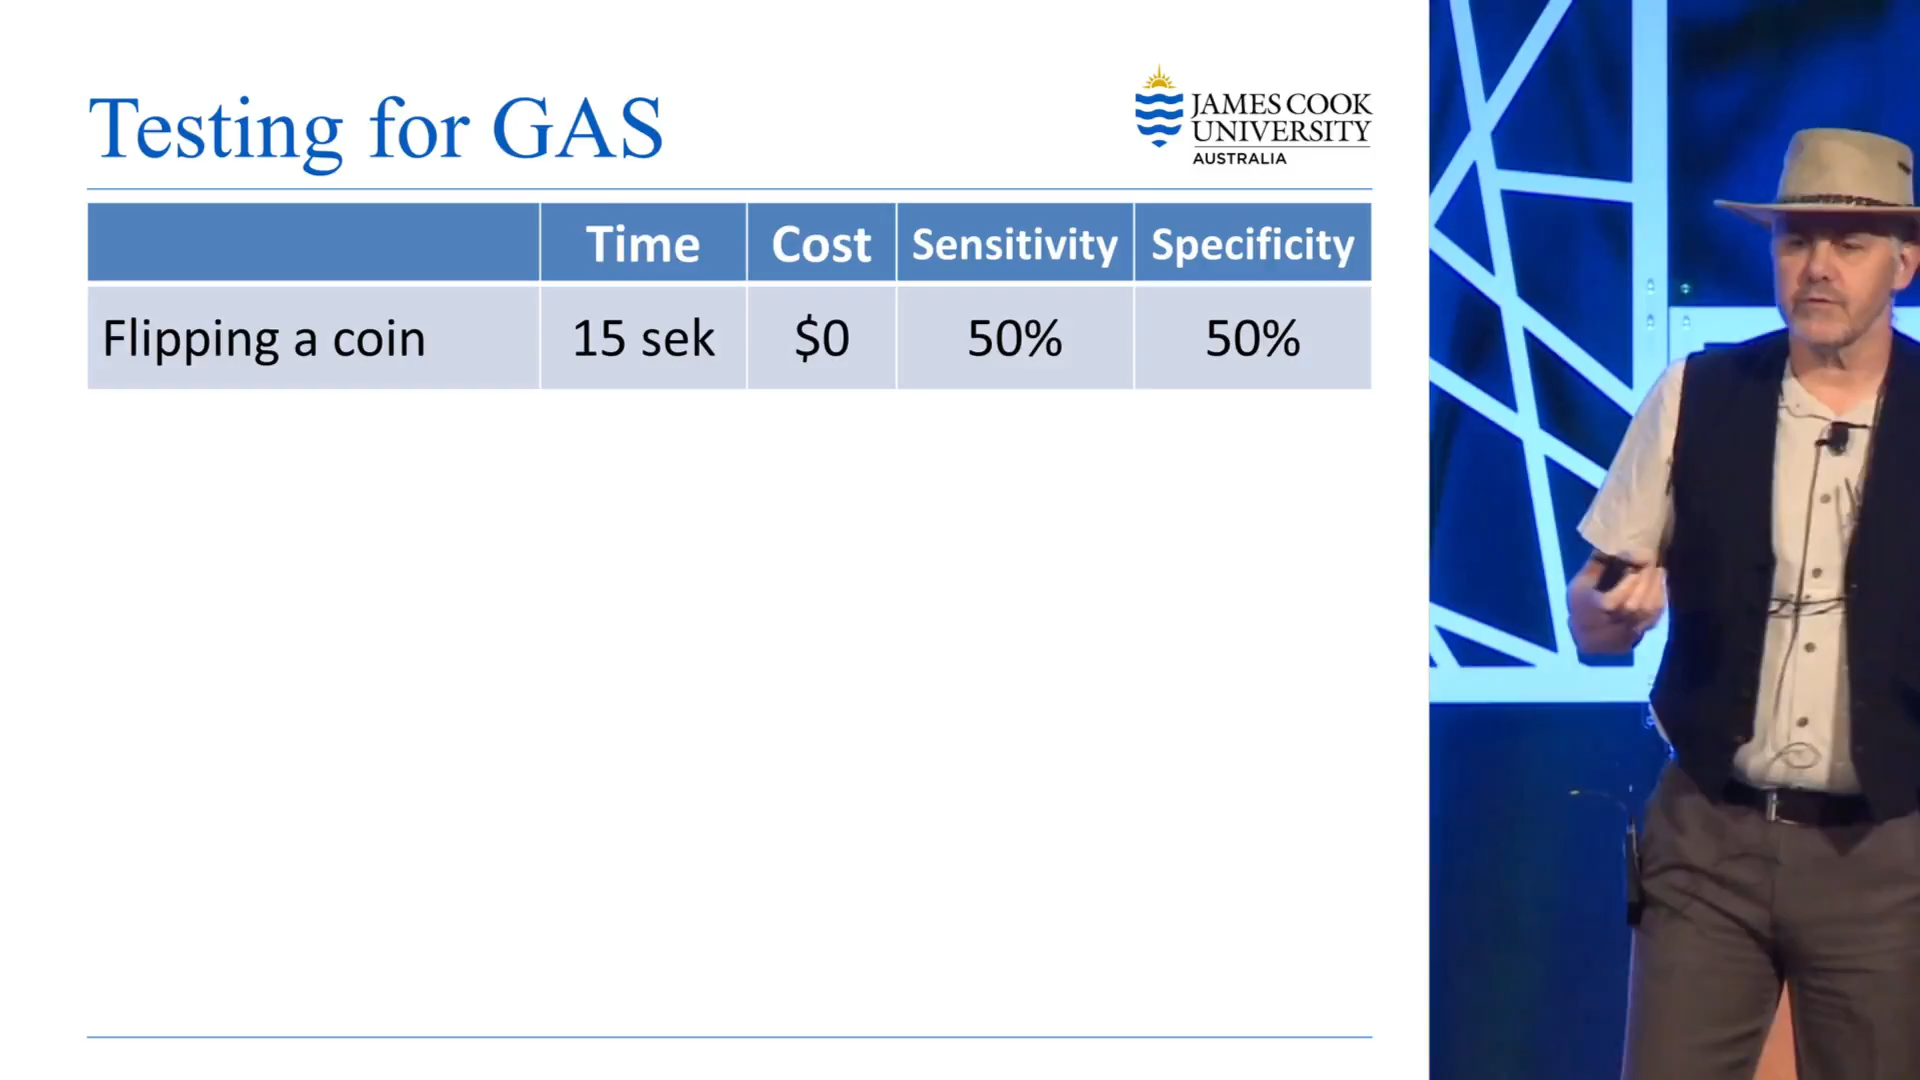 Testing for GAS
JAMES COOK
UNIVERSITY
AUSTRALIA
Time Cost Sensitivity Specificity
Flipping a coin 15 sek $0 50% 50%